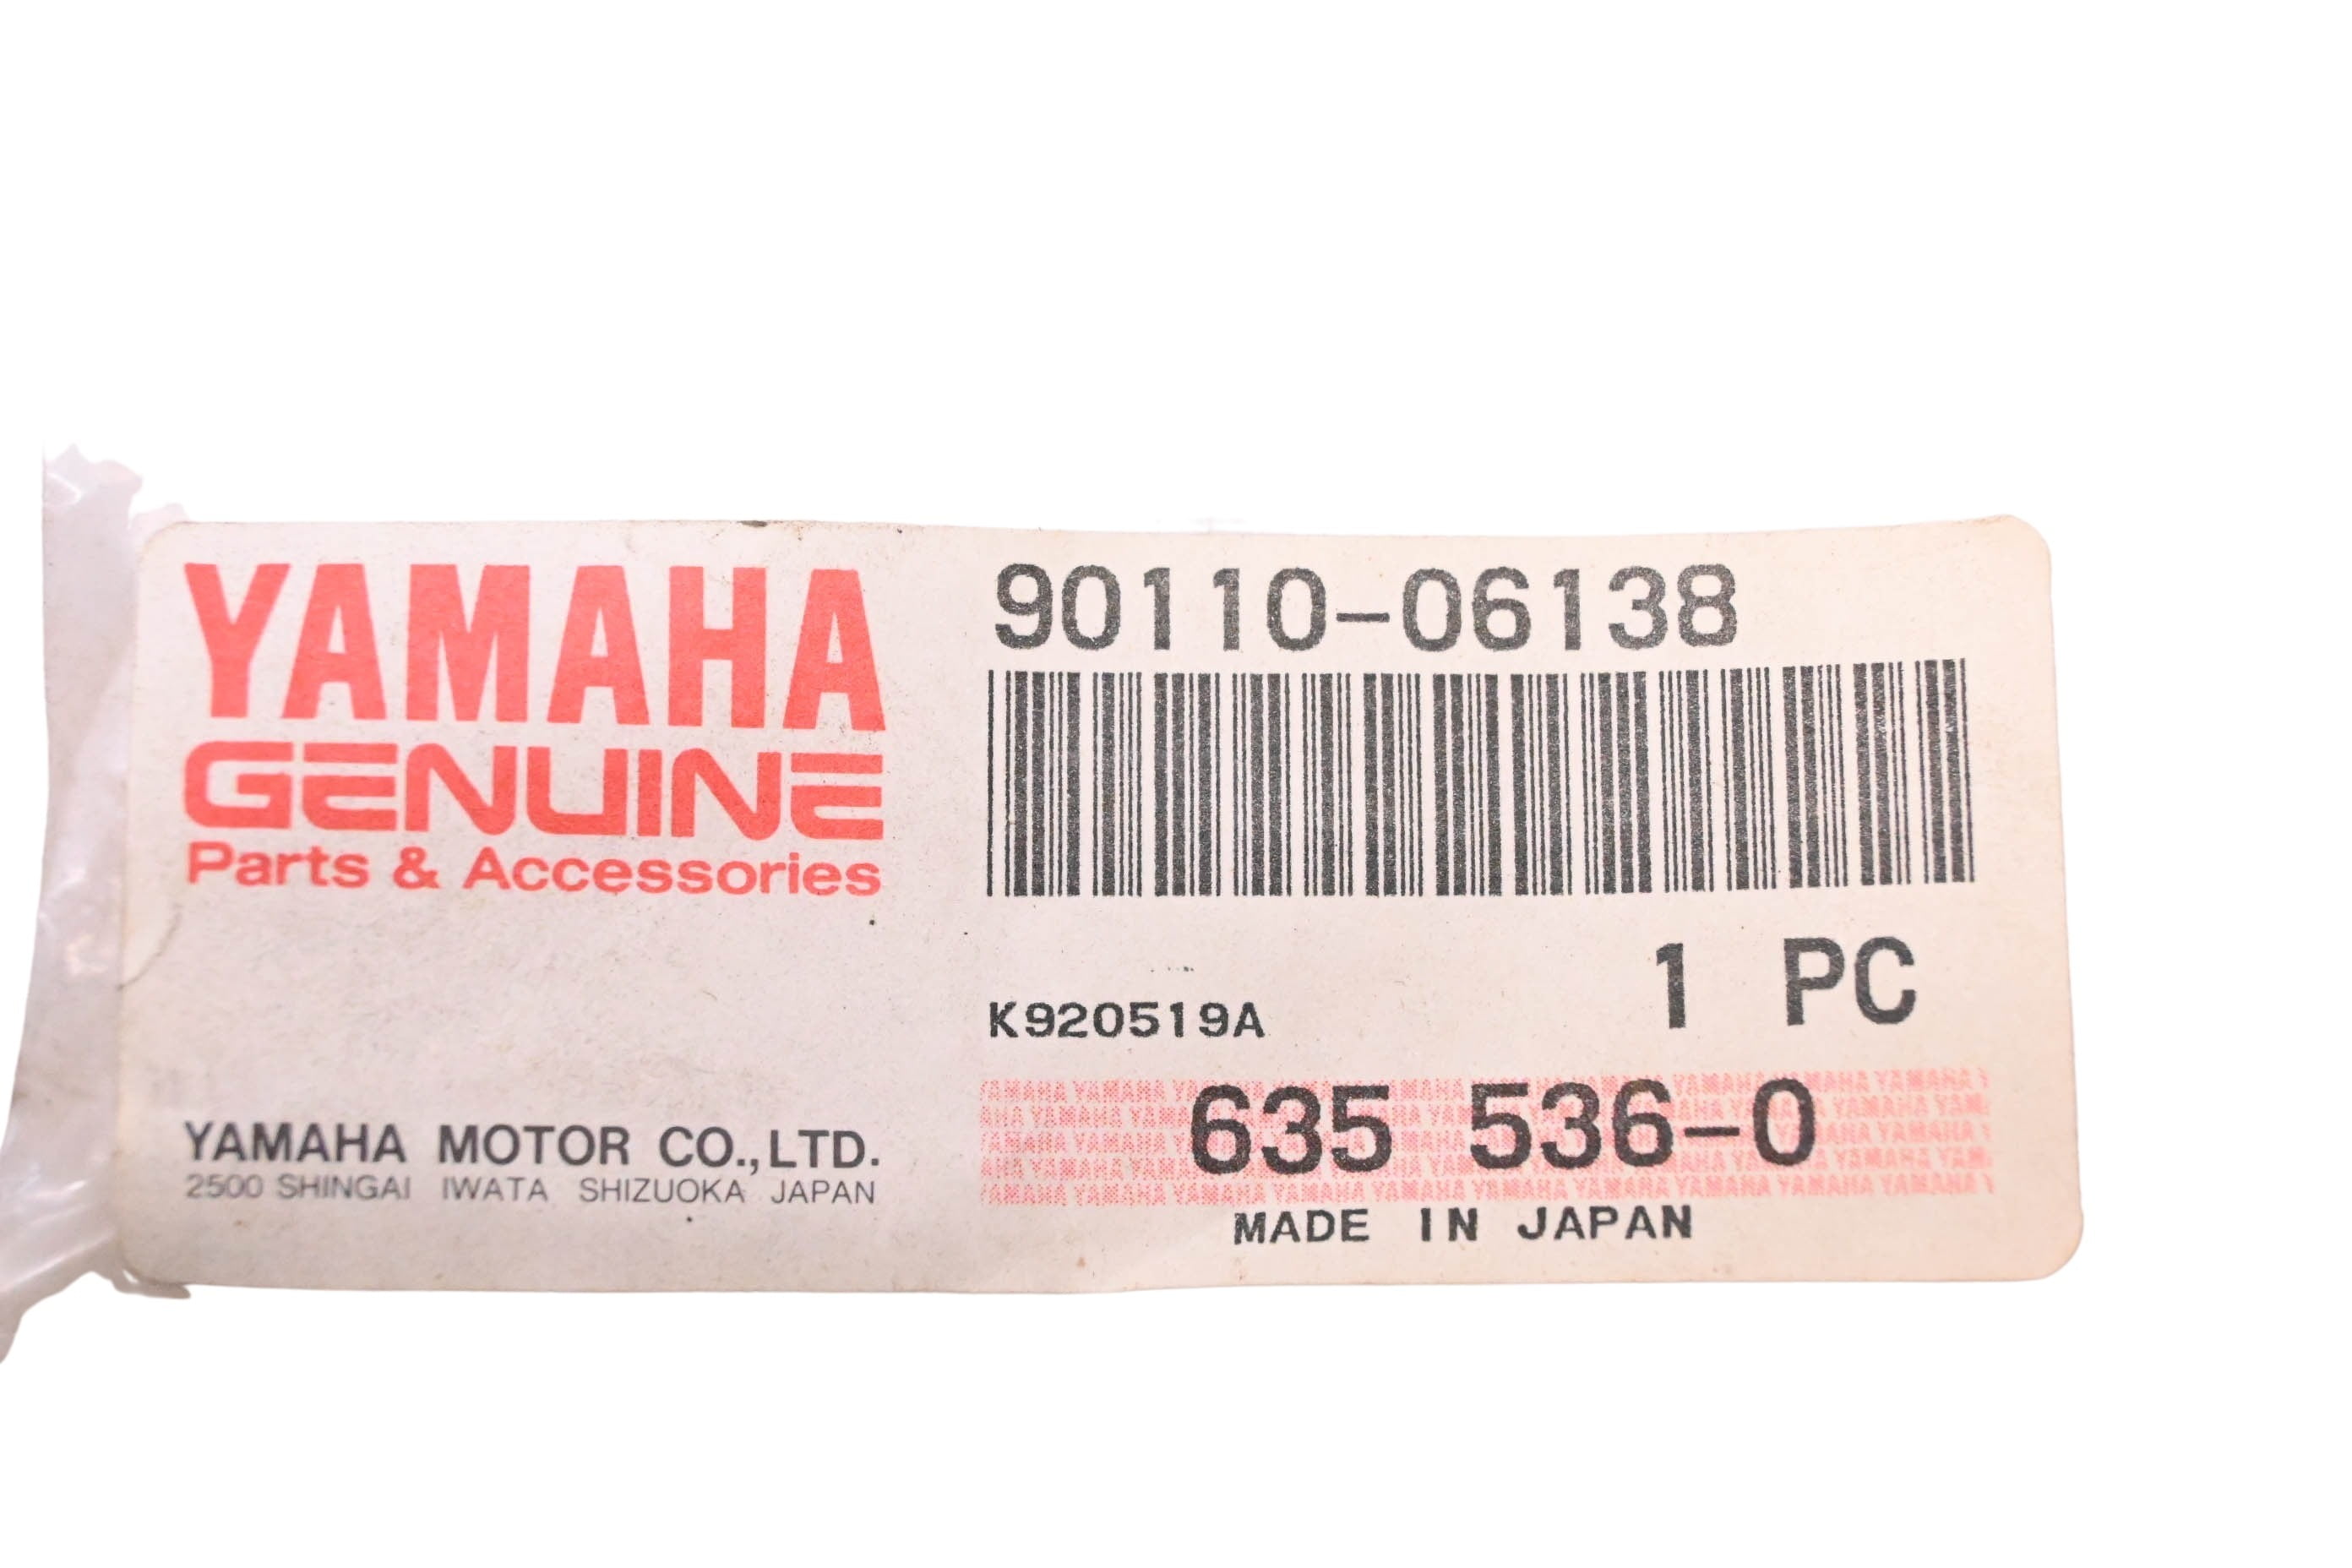 YAMAHA
GENUINE
Parts & Accessories
YAMAHA MOTOR CO.,LTD.
2500 SHINGAI IWATA SHIZUOKA JAPAN
90110-06138
1 PC
K920519A
635 536-0
MADE IN JAPAN